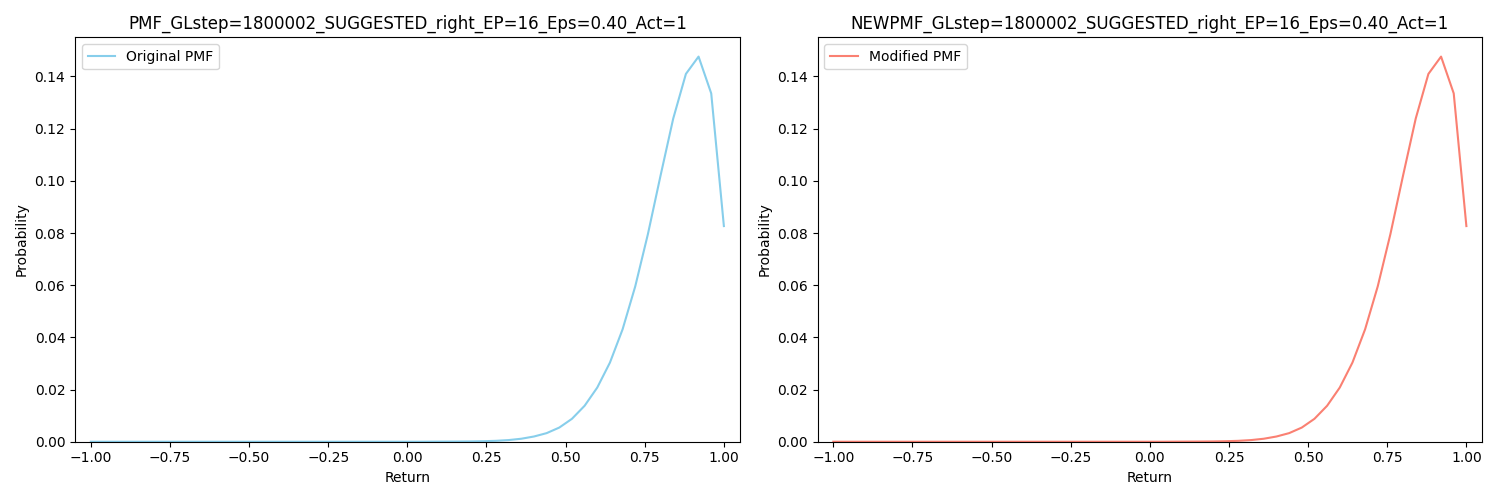 PMF_GLstep=1800002_SUGGESTED_right_EP=16_Eps=0.40_Act=1
Original PMF
Probability
0.14
0.12
0.10
0.08
0.06
0.04
0.02
0.00
−1.00 −0.75 −0.50 −0.25 0.00 0.25 0.50 0.75 1.00
Return
NEWPMF_GLstep=1800002_SUGGESTED_right_EP=16_Eps=0.40_Act=1
Modified PMF
Probability
0.14
0.12
0.10
0.08
0.06
0.04
0.02
0.00
−1.00 −0.75 −0.50 −0.25 0.00 0.25 0.50 0.75 1.00
Return